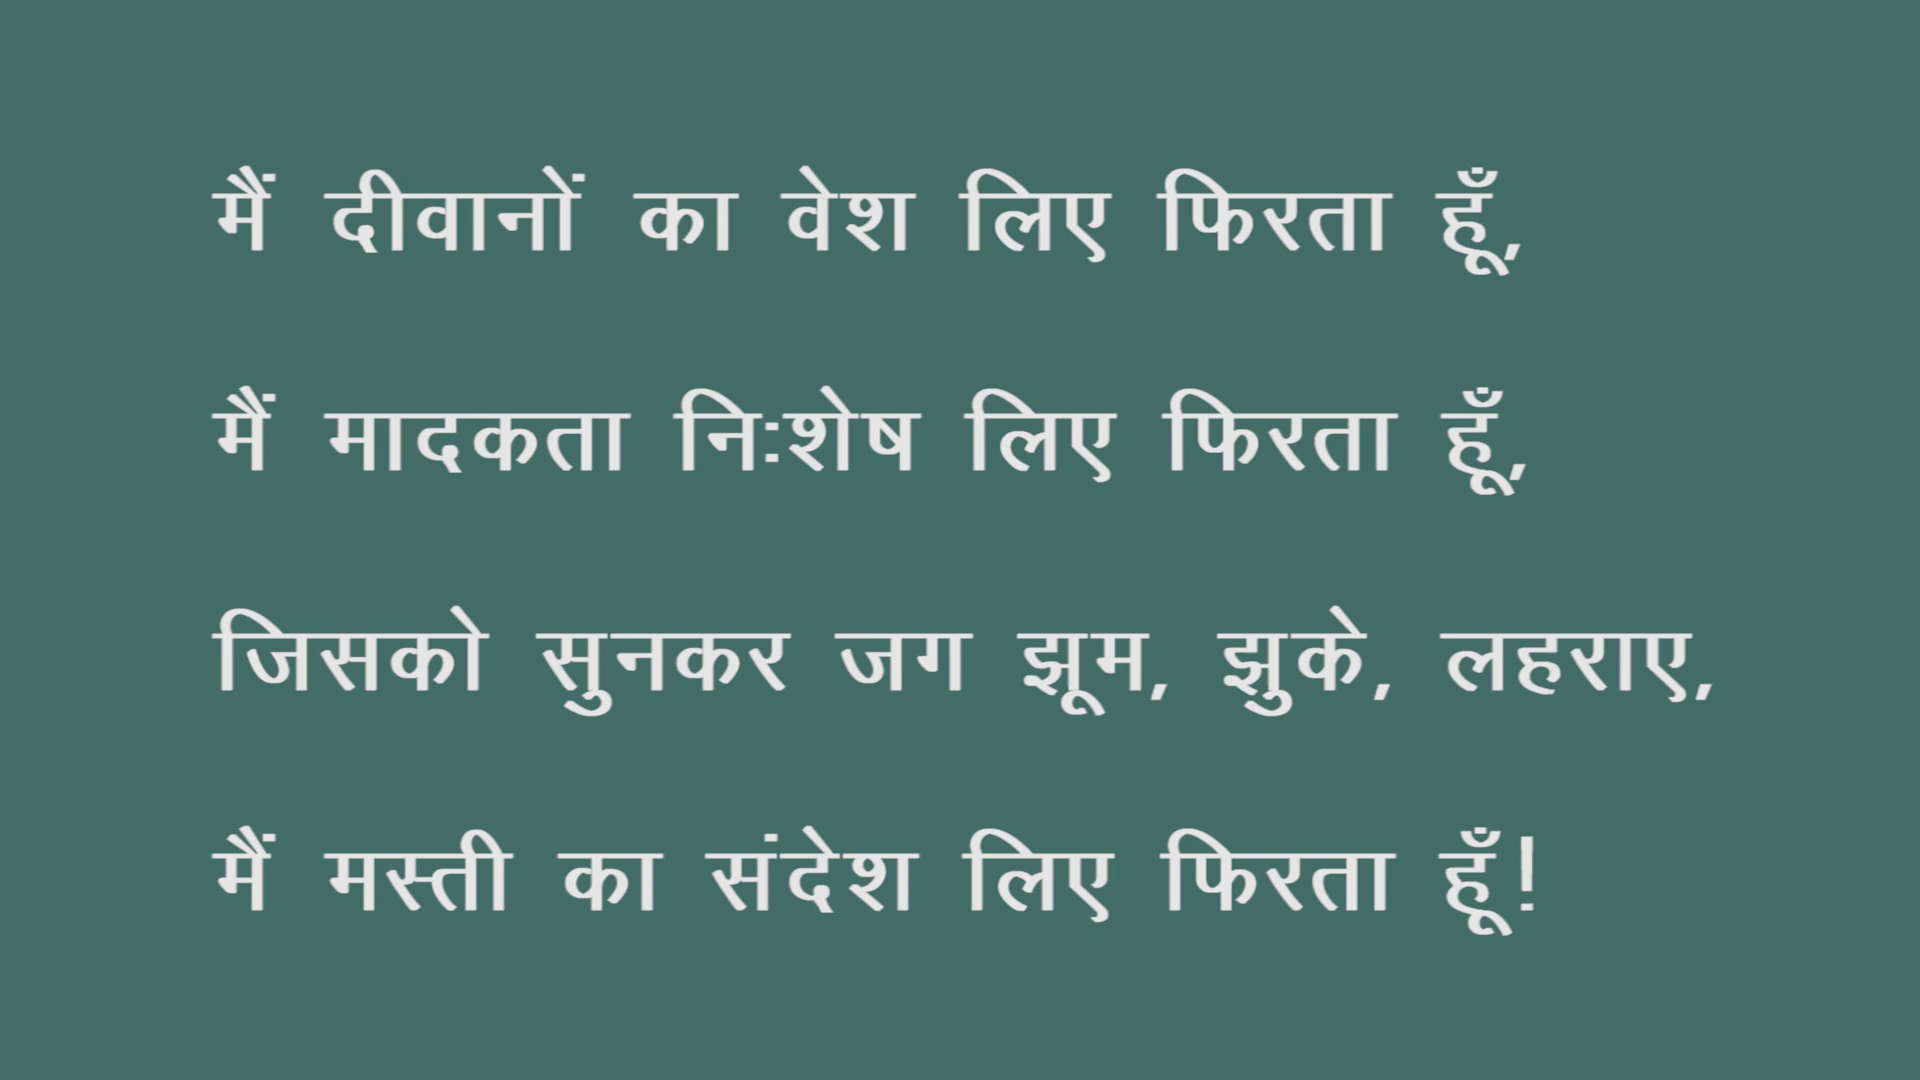 मैं दीवानों का वेश लिए फिरता हूँ,
मैं मादकता नि:शेष लिए फिरता हूँ,
जिसको सुनकर जग झूम, झुके, लहराए,
मैं मस्ती का संदेश लिए फिरता हूँ!